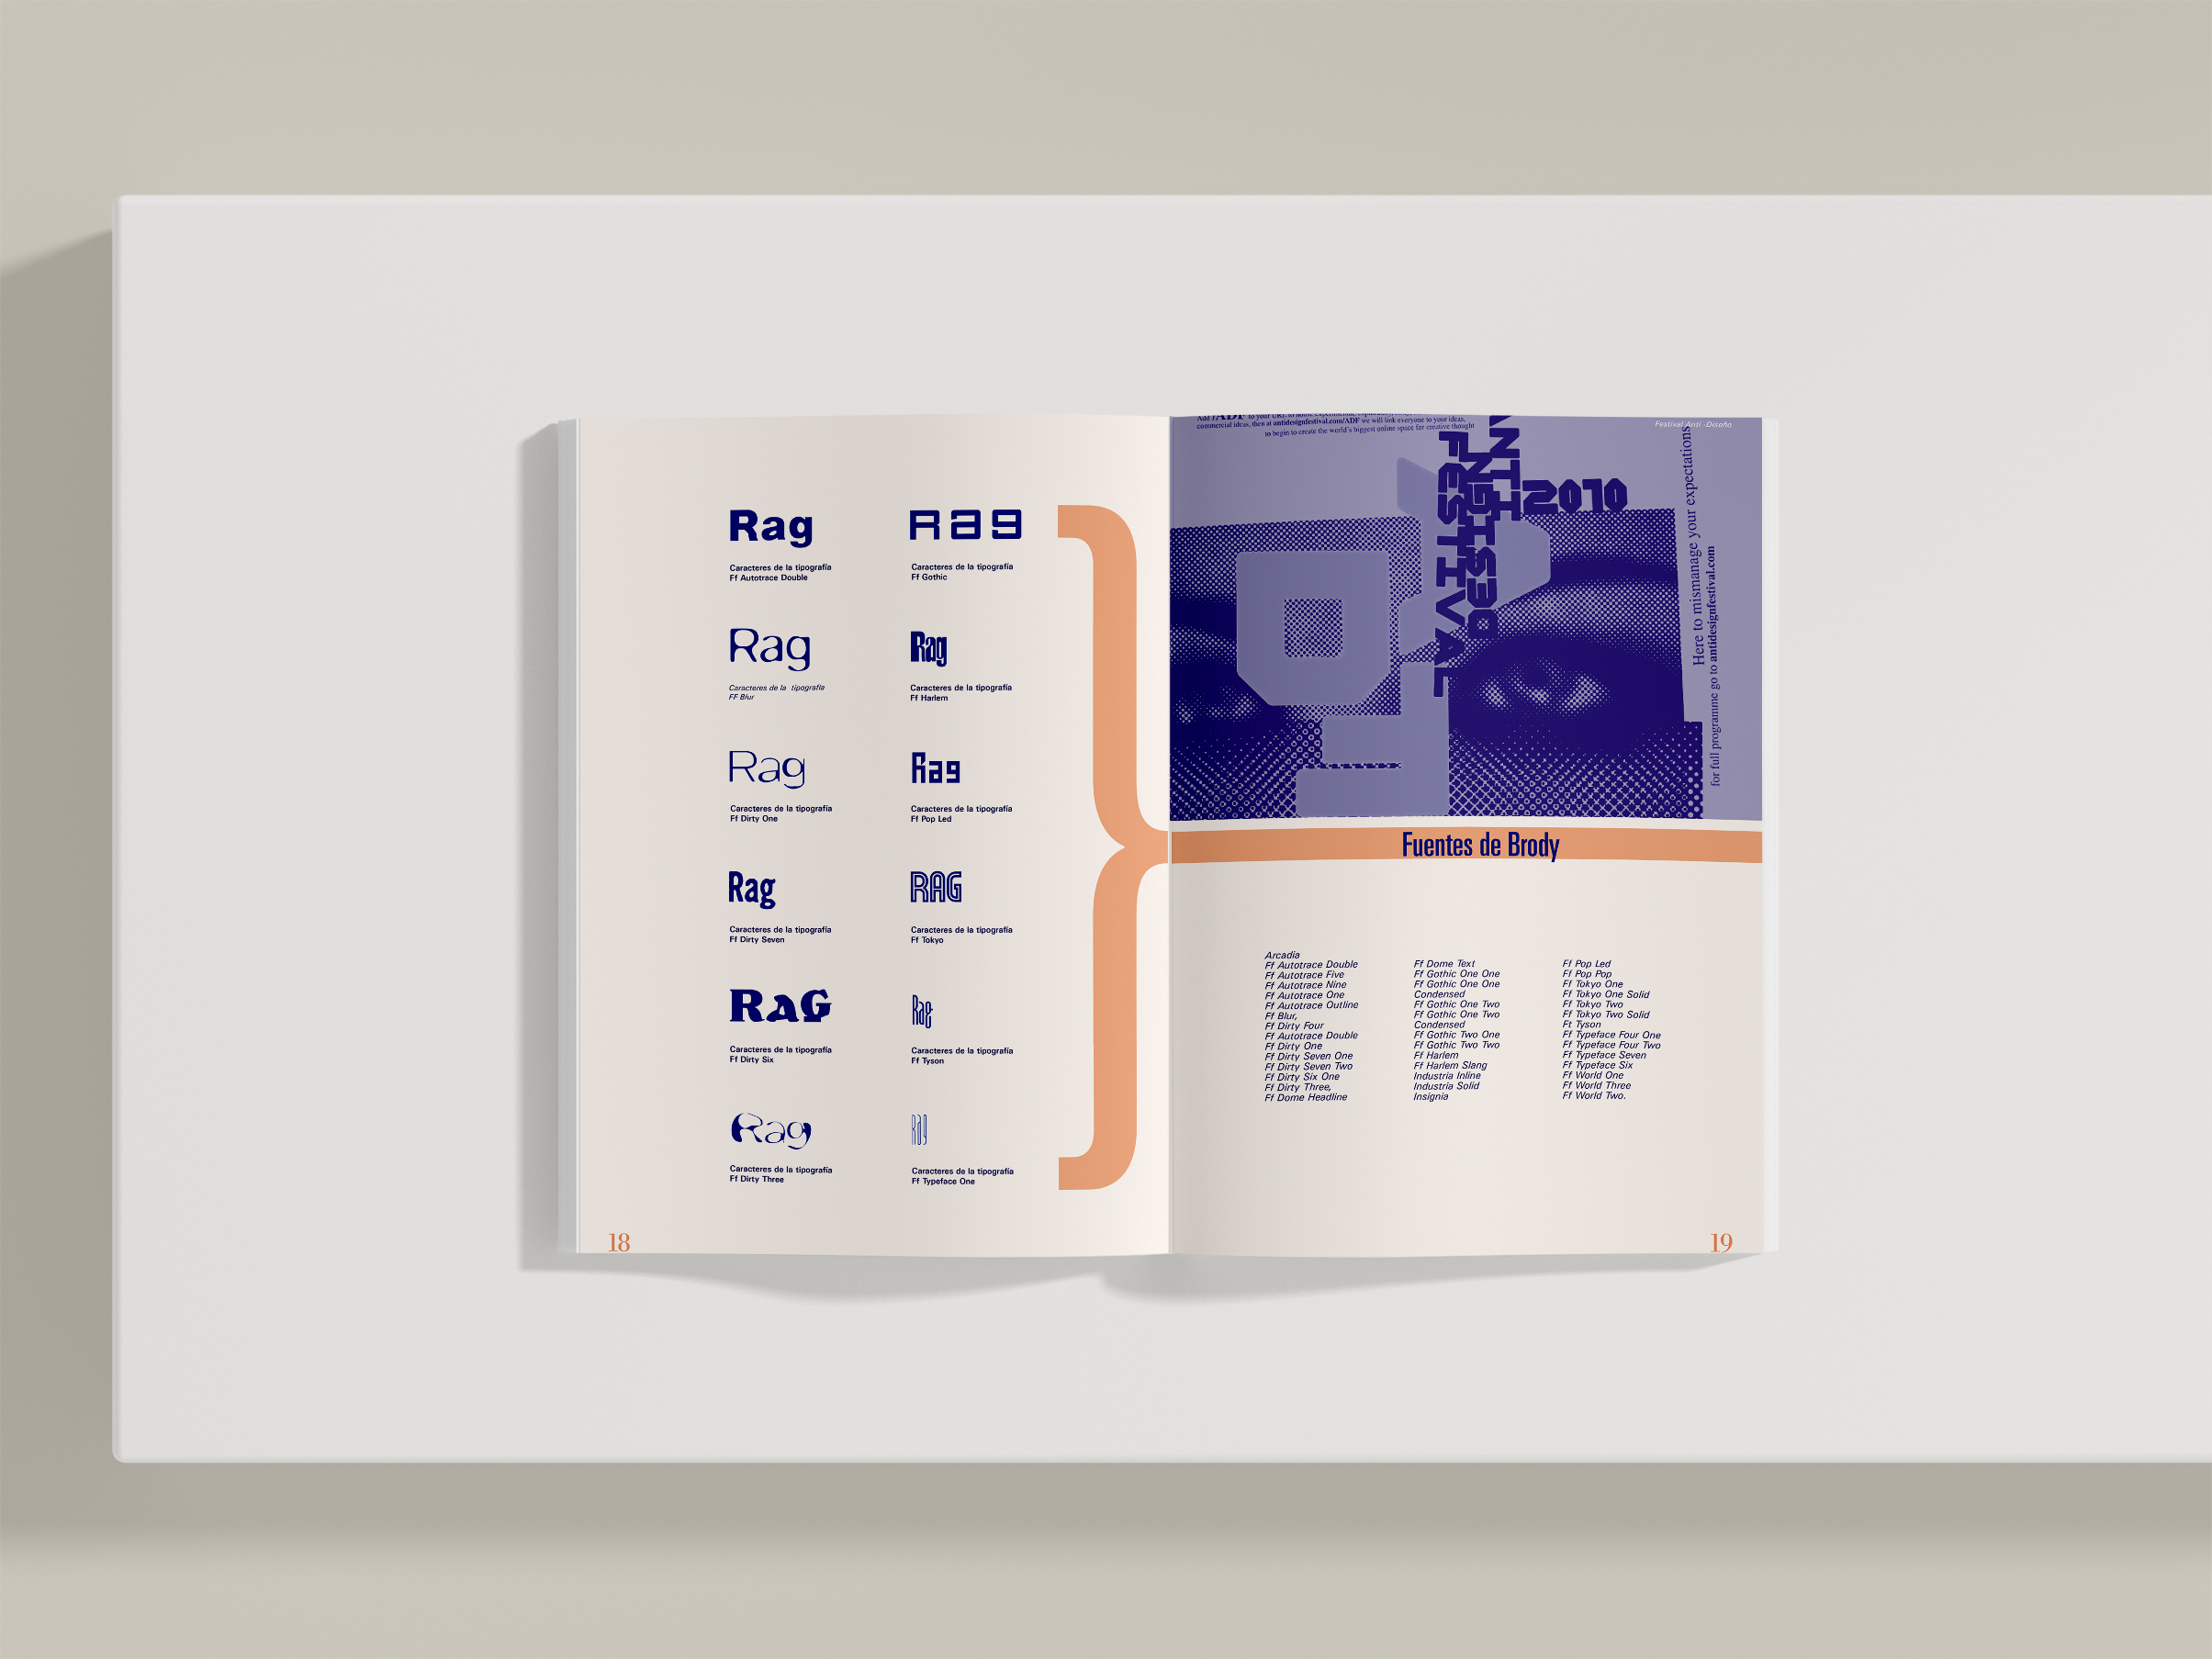 Rag
Caracteres de la tipografía
Ff Autotrace Double
Rag
Caracteres de la tipografía
FF Blur
Rag
Caracteres de la tipografía
Ff Dirty One
Rag
Caracteres de la tipografía
Ff Dirty Seven
RAG
Caracteres de la tipografía
Ff Dirty Six
Rag
Caracteres de la tipografía
Ff Dirty Three
Rag
Caracteres de la tipografía
Ff Gothic
Rag
Caracteres de la tipografía
Ff Harlem
Rag
Caracteres de la tipografía
Ff Pop Led
RAG
Caracteres de la tipografía
Ff Tokyo
Rag
Caracteres de la tipografía
Ff Tyson
Rag
Caracteres de la tipografía
Ff Typeface One
}
18
Add /ADF to your URL to
commercial ideas, then at antidesignfestival.com/ADF we will link everyone to your ideas,
to begin to create the world's biggest online space for creative thought
Festival Anti -Diseño
ANTI
DESIGN
FESTIVAL
2010
Here to mismanage your expectations
for full programme go to antidesignfestival.com
Fuentes de Brody
Arcadia
Ff Autotrace Double
Ff Autotrace Five
Ff Autotrace Nine
Ff Autotrace One
Ff Autotrace Outline
Ff Blur,
Ff Dirty Four
Ff Autotrace Double
Ff Dirty One
Ff Dirty Seven One
Ff Dirty Seven Two
Ff Dirty Six One
Ff Dirty Three,
Ff Dome Headline
Ff Dome Text
Ff Gothic One One
Ff Gothic One One
Condensed
Ff Gothic One Two
Ff Gothic One Two
Condensed
Ff Gothic Two One
Ff Gothic Two Two
Ff Harlem
Ff Harlem Slang
Industria Inline
Industria Solid
Insignia
Ff Pop Led
Ff Pop Pop
Ff Tokyo One
Ff Tokyo One Solid
Ff Tokyo Two
Ff Tokyo Two Solid
Ft Tyson
Ff Typeface Four One
Ff Typeface Four Two
Ff Typeface Seven
Ff Typeface Six
Ff World One
Ff World Three
Ff World Two.
19